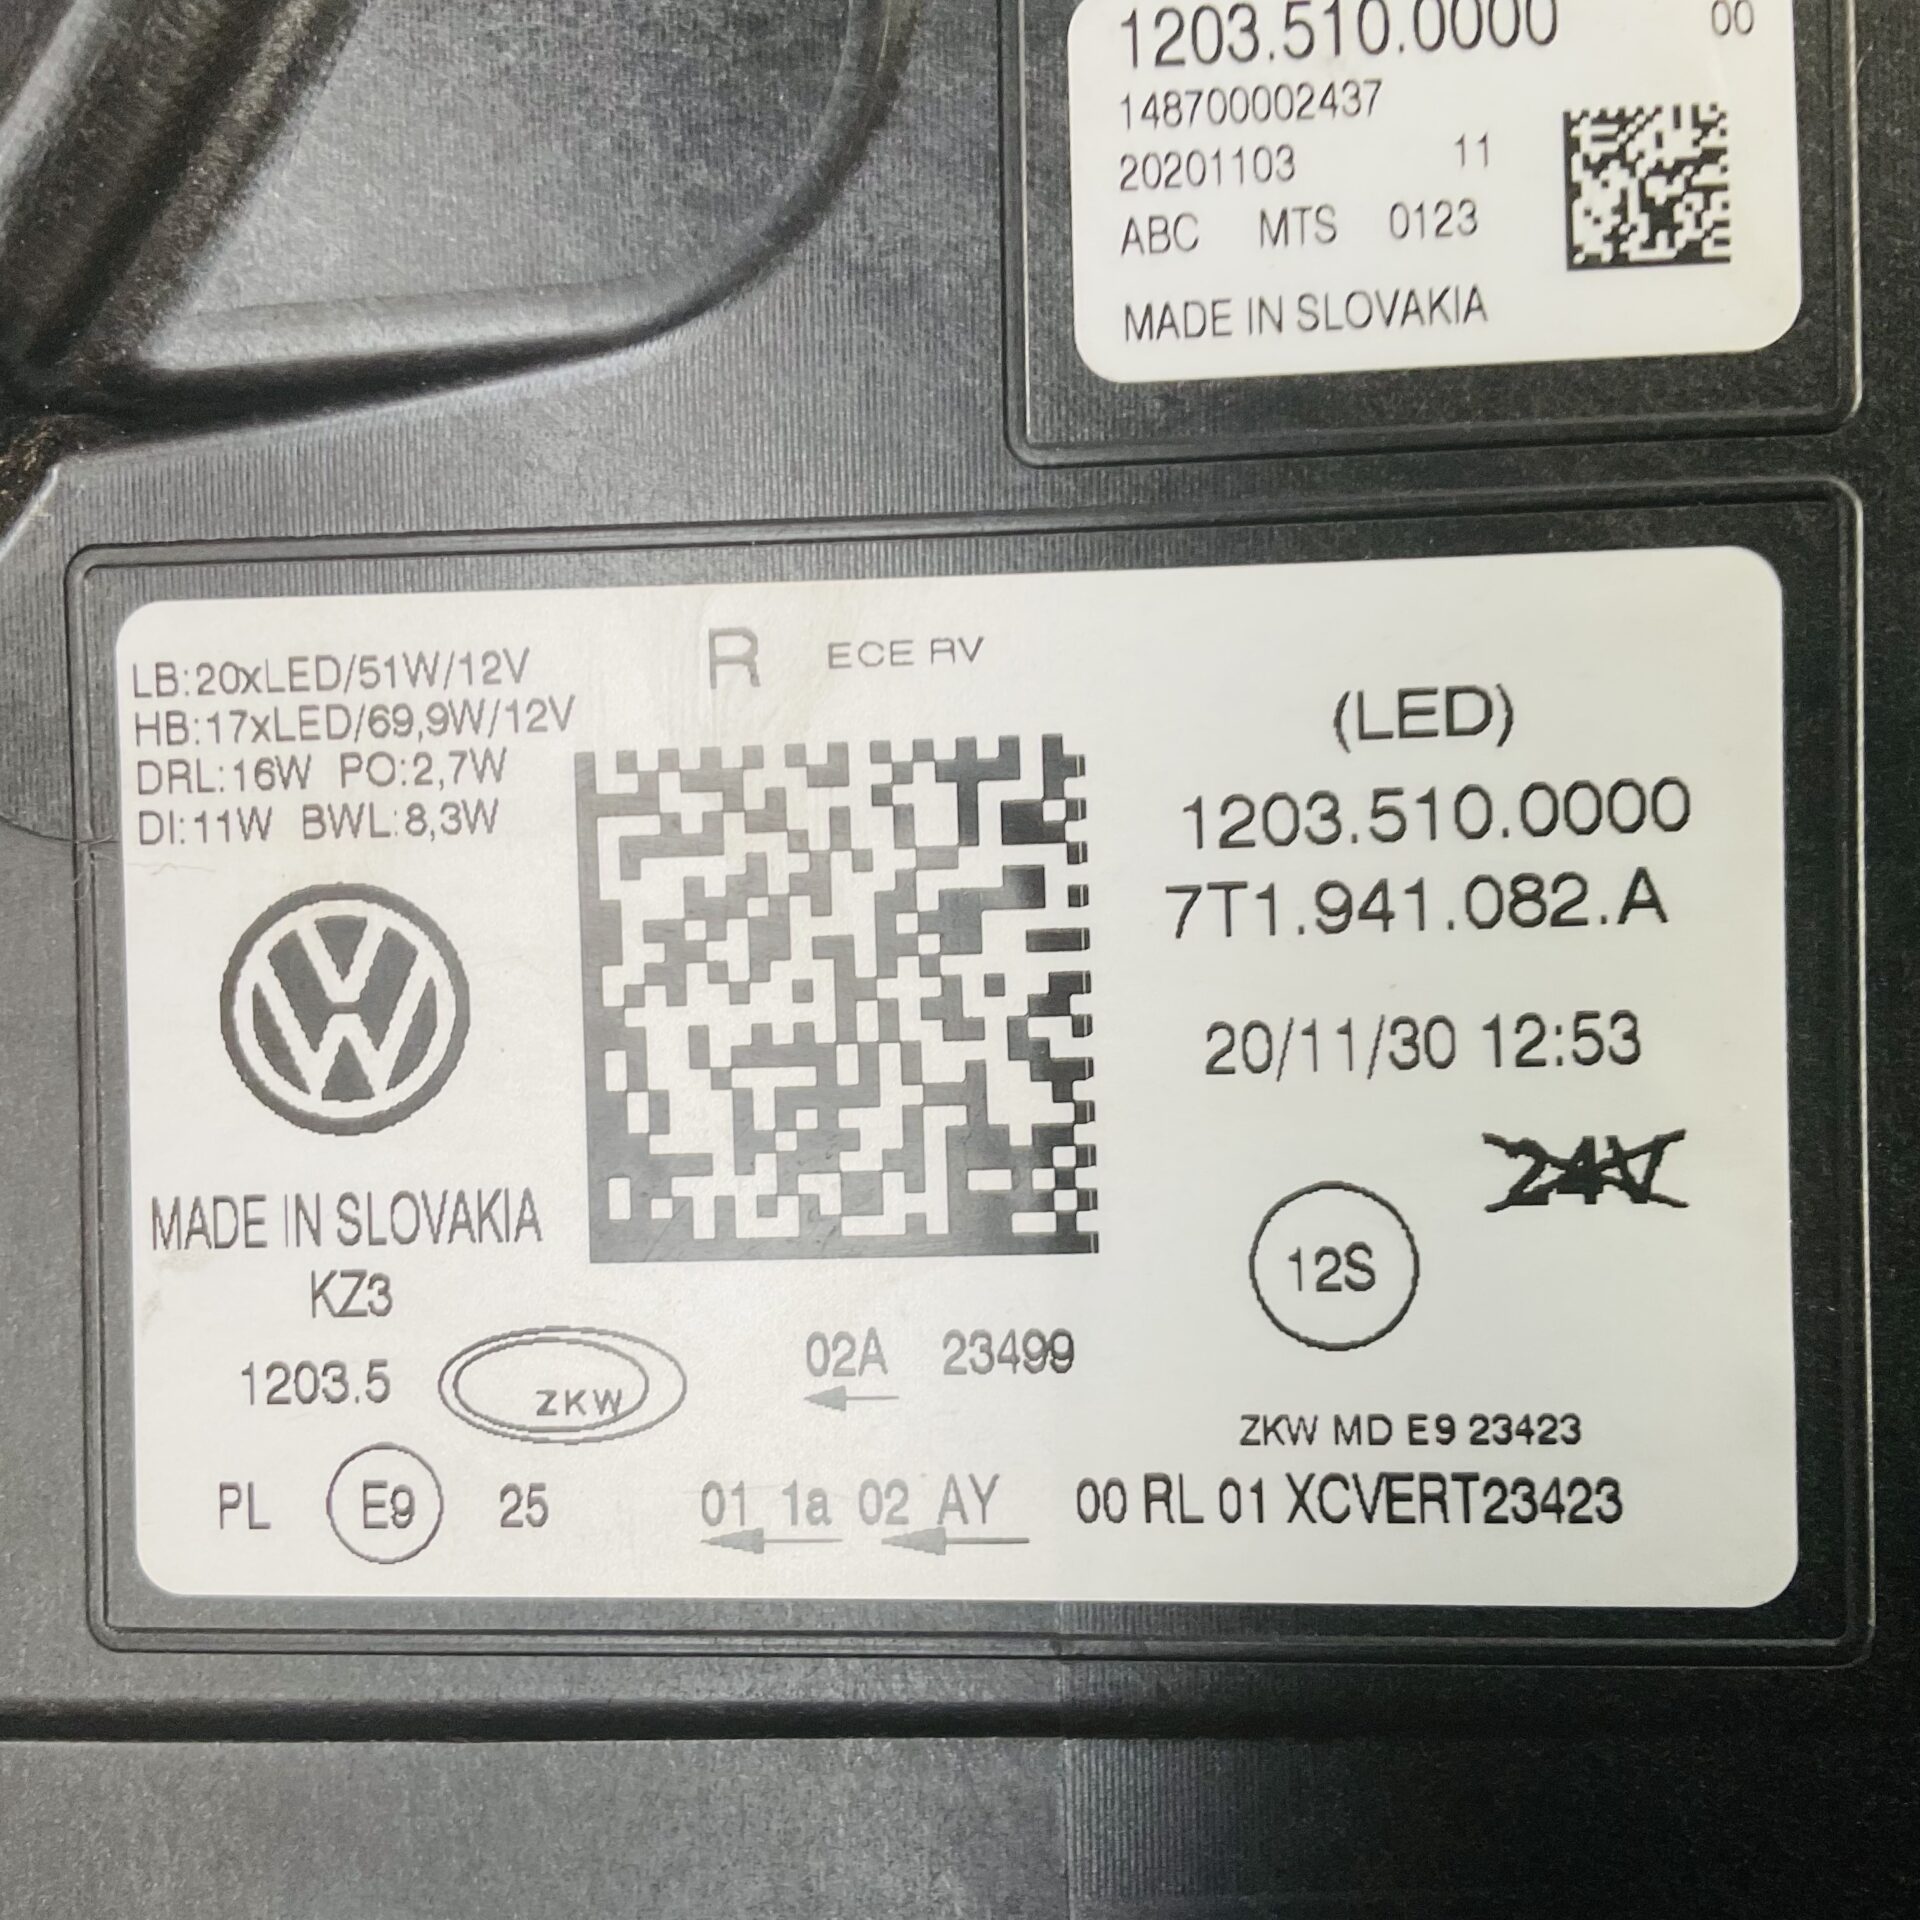 1203.510.0000 00
148700002437
20201103 11
ABC MTS 0123
MADE IN SLOVAKIA
LB:20xLED/51W/12V
HB:17xLED/69,9W/12V
DRL:16W PO:2,7W
DI:11W BWL:8,3W
R ECE RV
(LED)
1203.510.0000
7T1.941.082.A
20/11/30 12:53
24V
12S
MADE IN SLOVAKIA
KZ3
1203.5 ZKW
02A 23499
ZKW MD E9 23423
PL E9 25 01 1a 02 AY 00 RL 01 XCVERT23423